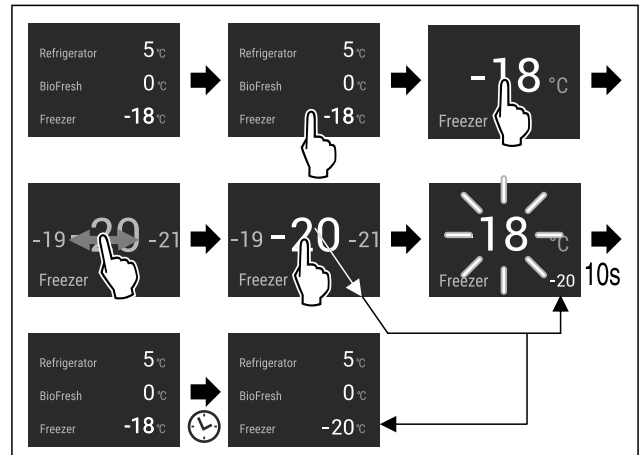 Refrigerator 5 °C
BioFresh 0 °C
Freezer -18 °C
Refrigerator 5 °C
BioFresh 0 °C
Freezer -18 °C
-18 °C
Freezer
-19 -20 -21
Freezer
-19 -20 -21
Freezer
-18 °C
Freezer -20
10s
Refrigerator 5 °C
BioFresh 0 °C
Freezer -18 °C
Refrigerator 5 °C
BioFresh 0 °C
Freezer -20 °C